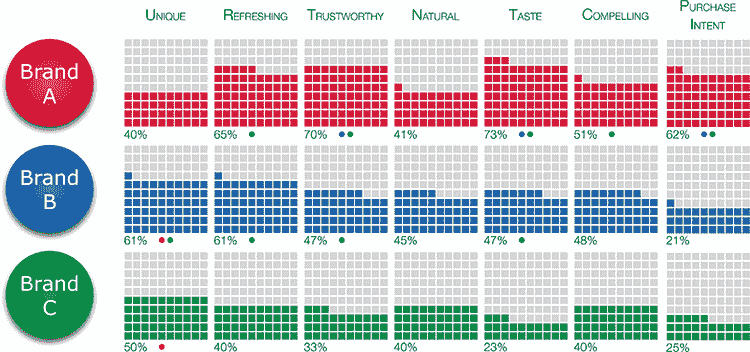 UNIQUE REFRESHING TRUSTWORTHY NATURAL TASTE COMPELLING PURCHASE INTENT
Brand A
40% 65% 70% 41% 73% 51% 62%
Brand B
61% 61% 47% 45% 47% 48% 21%
Brand C
50% 40% 33% 40% 23% 40% 25%